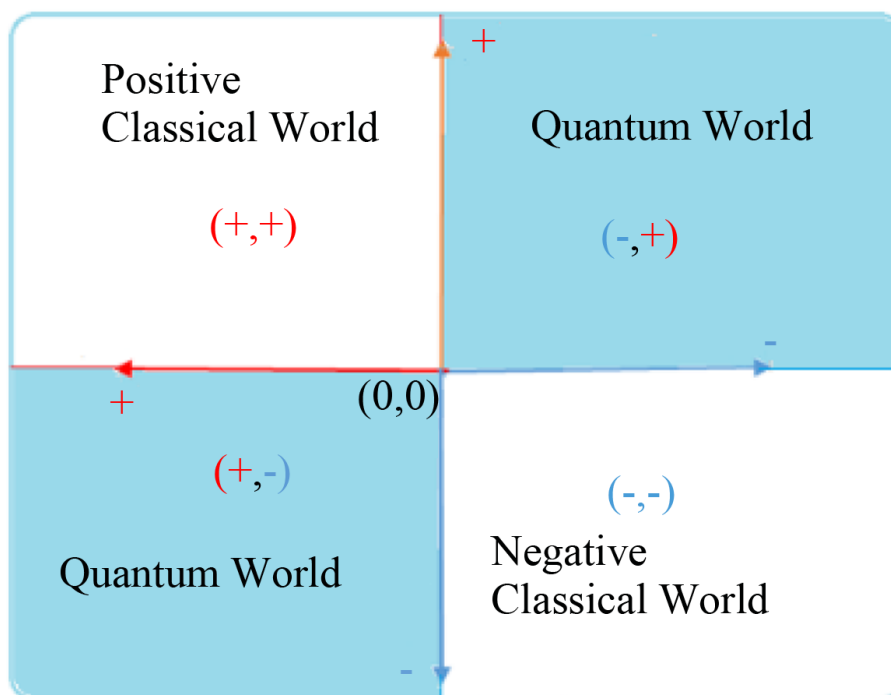 +
Positive
Classical World
Quantum World
(+,+)
(-,+)
-
+
(0,0)
(+,-)
(-,-)
Negative
Classical World
Quantum World
-